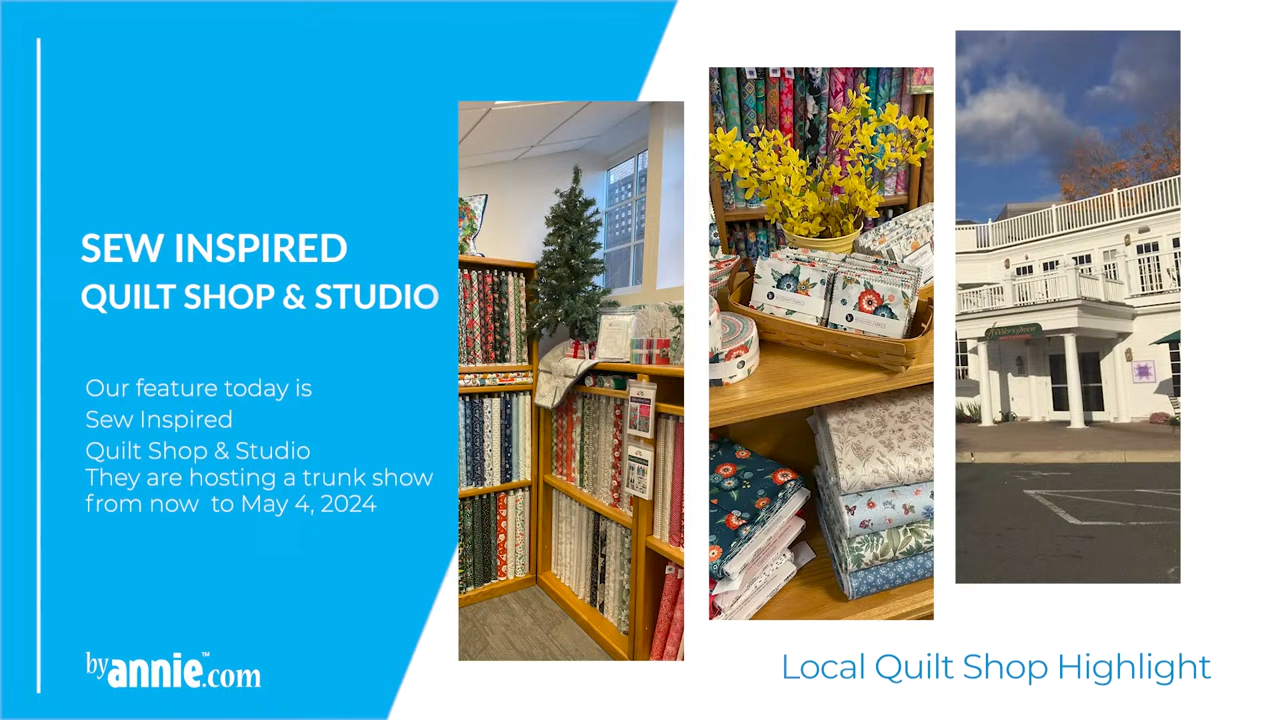 SEW INSPIRED
QUILT SHOP & STUDIO
Our feature today is
Sew Inspired
Quilt Shop & Studio
They are hosting a trunk show
from now  to May 4, 2024
byannie™.com
Local Quilt Shop Highlight